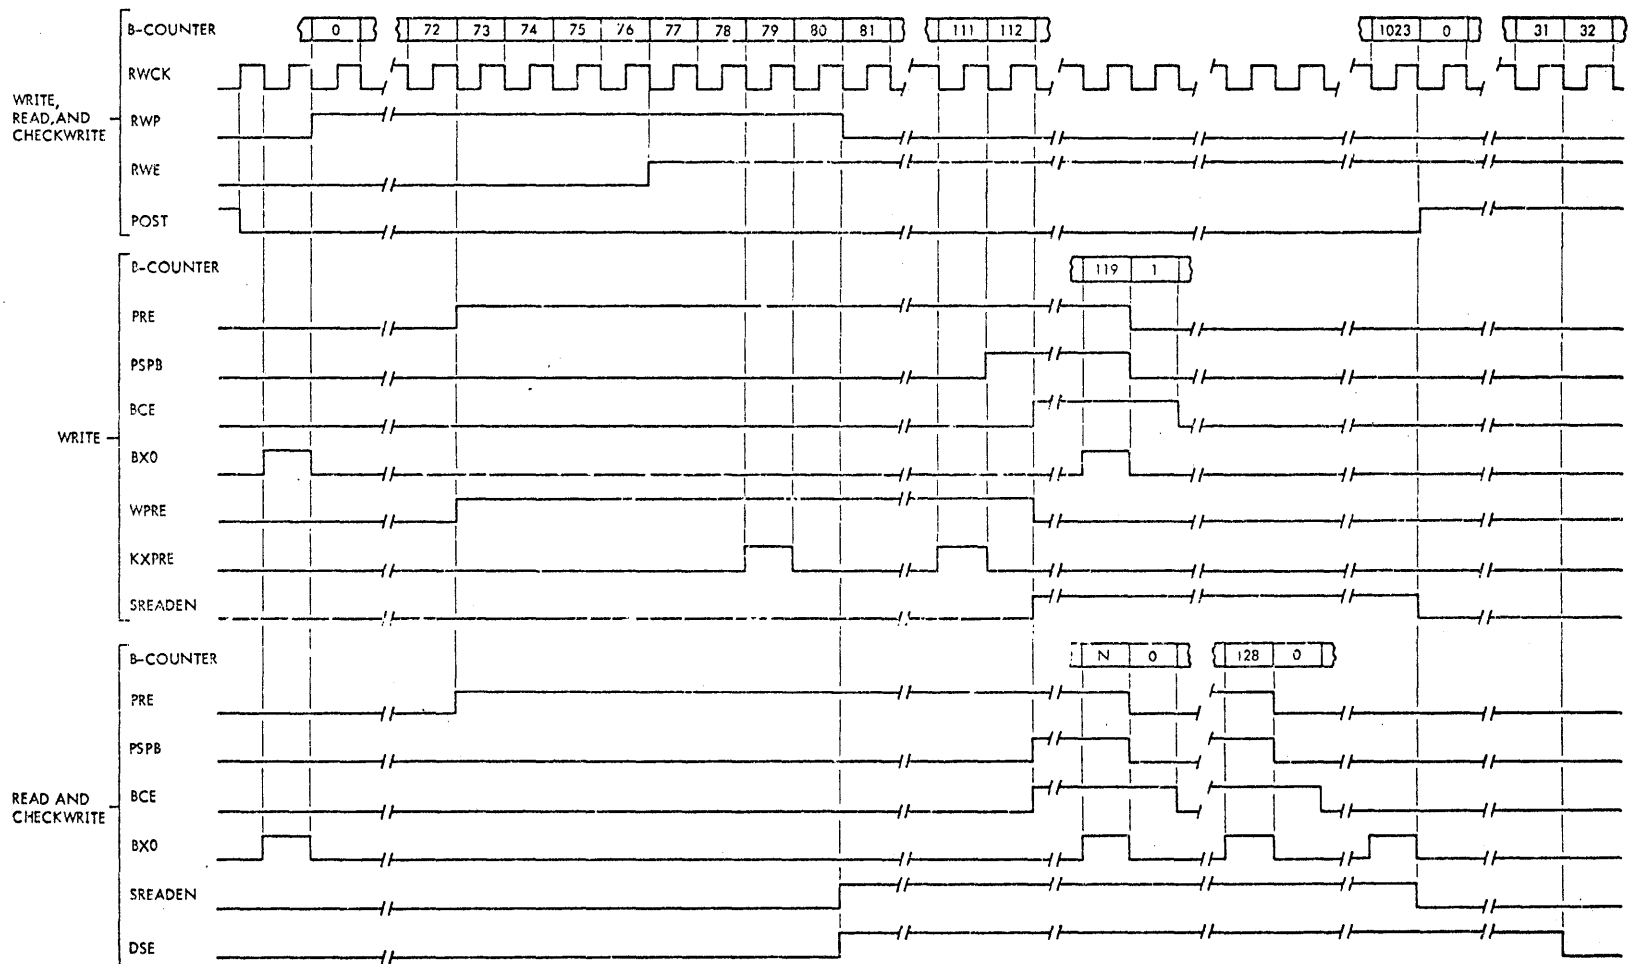 B-COUNTER 0 72 73 74 75 76 77 78 79 80 81 111 112 1023 0 31 32
RWCK
WRITE,
READ, AND
CHECKWRITE
RWP
RWE
POST
B-COUNTER 119 1
PRE
PSPB
BCE
WRITE
BX0
WPRE
KXPRE
SREADEN
B-COUNTER N 0 128 0
PRE
PSPB
READ AND
CHECKWRITE
BCE
BX0
SREADEN
DSE